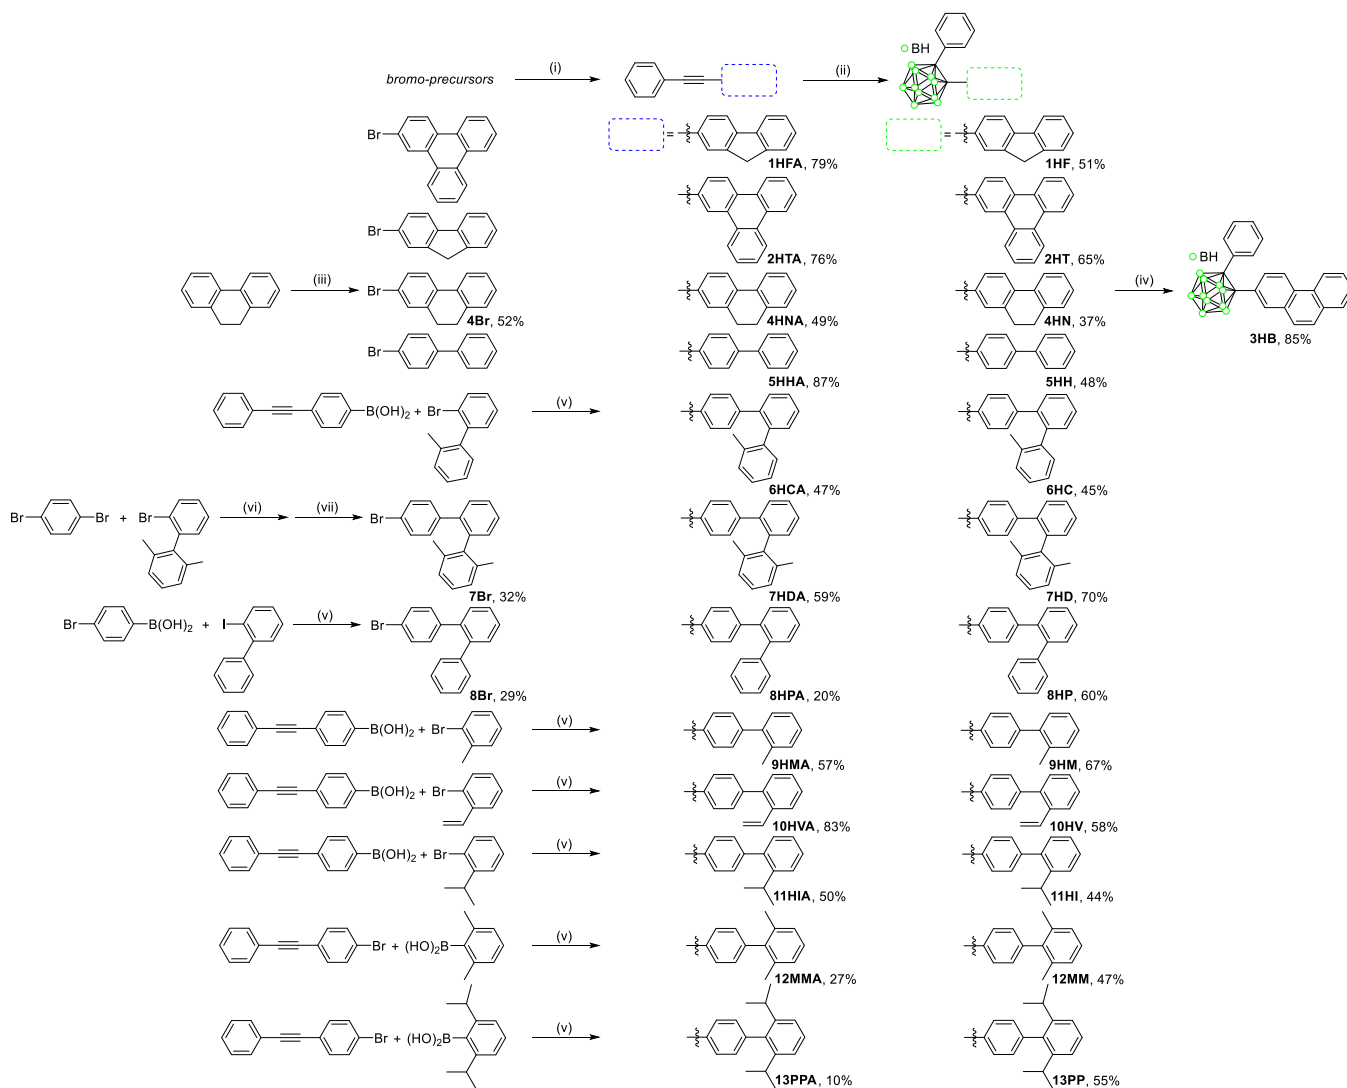 BH
bromo-precursors (i) (ii)
Br = =
1HFA, 79% 1HF, 51%
Br
2HTA, 76% 2HT, 65%
BH
(iii) Br (iv)
4Br, 52% 4HNA, 49% 4HN, 37% 3HB, 85%
Br
5HHA, 87% 5HH, 48%
B(OH)2 + Br (v)
6HCA, 47% 6HC, 45%
Br Br + Br (vi) (vii) Br
7Br, 32% 7HDA, 59% 7HD, 70%
Br B(OH)2 + I (v) Br
8Br, 29% 8HPA, 20% 8HP, 60%
B(OH)2 + Br (v)
9HMA, 57% 9HM, 67%
B(OH)2 + Br (v)
10HVA, 83% 10HV, 58%
B(OH)2 + Br (v)
11HIA, 50% 11HI, 44%
Br + (HO)2B (v)
12MMA, 27% 12MM, 47%
Br + (HO)2B (v)
13PPA, 10% 13PP, 55%